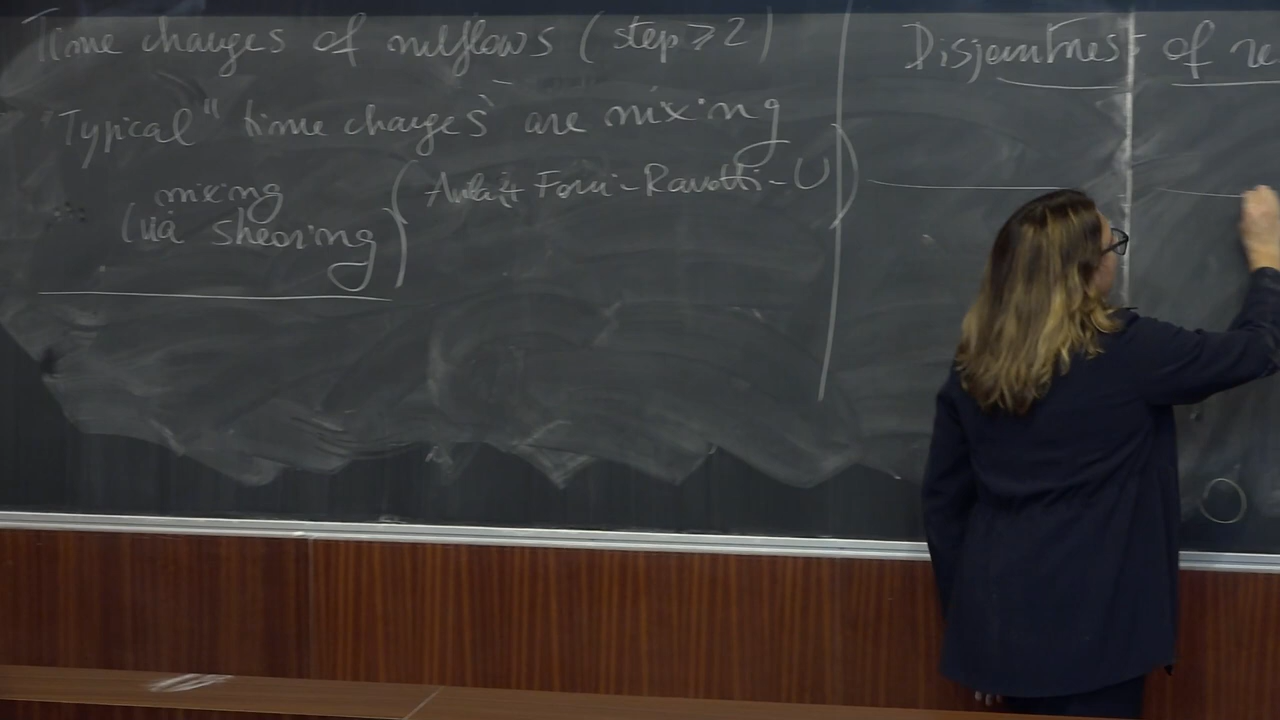 Time changes of nilflows (step ≥ 2)
"Typical" time changes are mixing
mixing (Avila + Forni - Ravotti - U)
(via shearing)
Disjointness of re